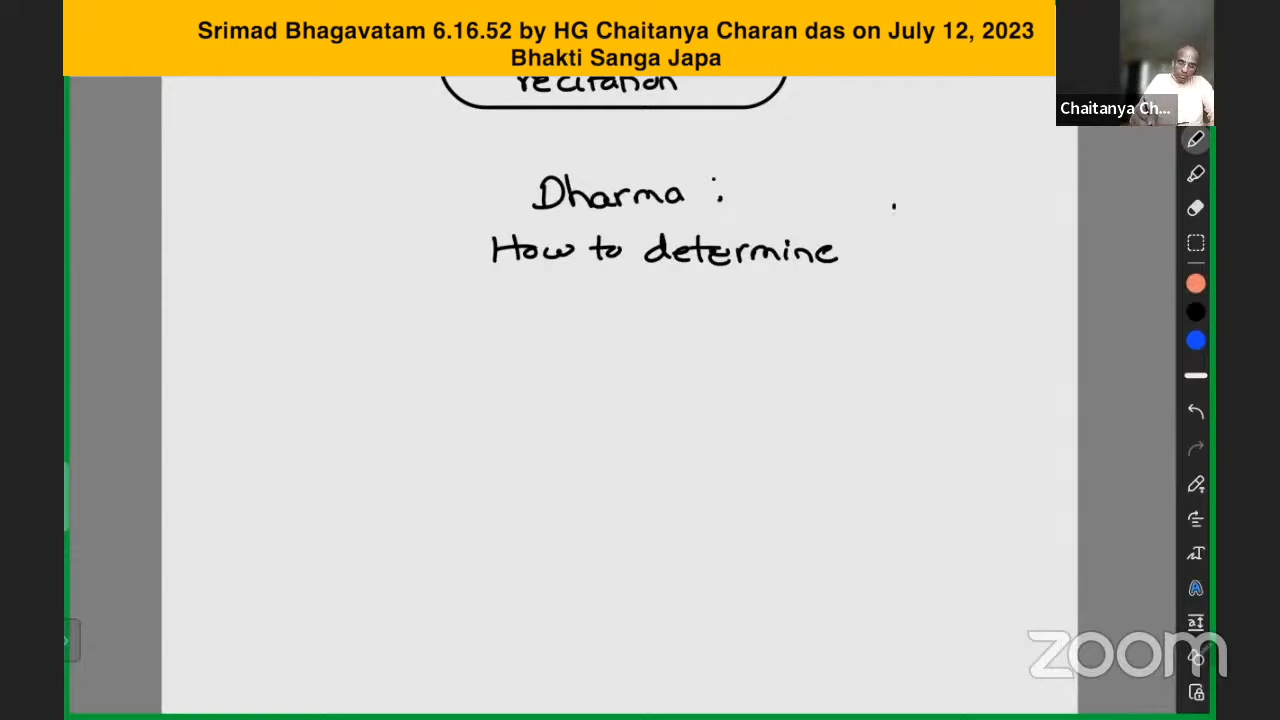 Srimad Bhagavatam 6.16.52 by HG Chaitanya Charan das on July 12, 2023
Bhakti Sanga Japa
Chaitanya Ch...
recitation
Dharma :
How to determine
zoom